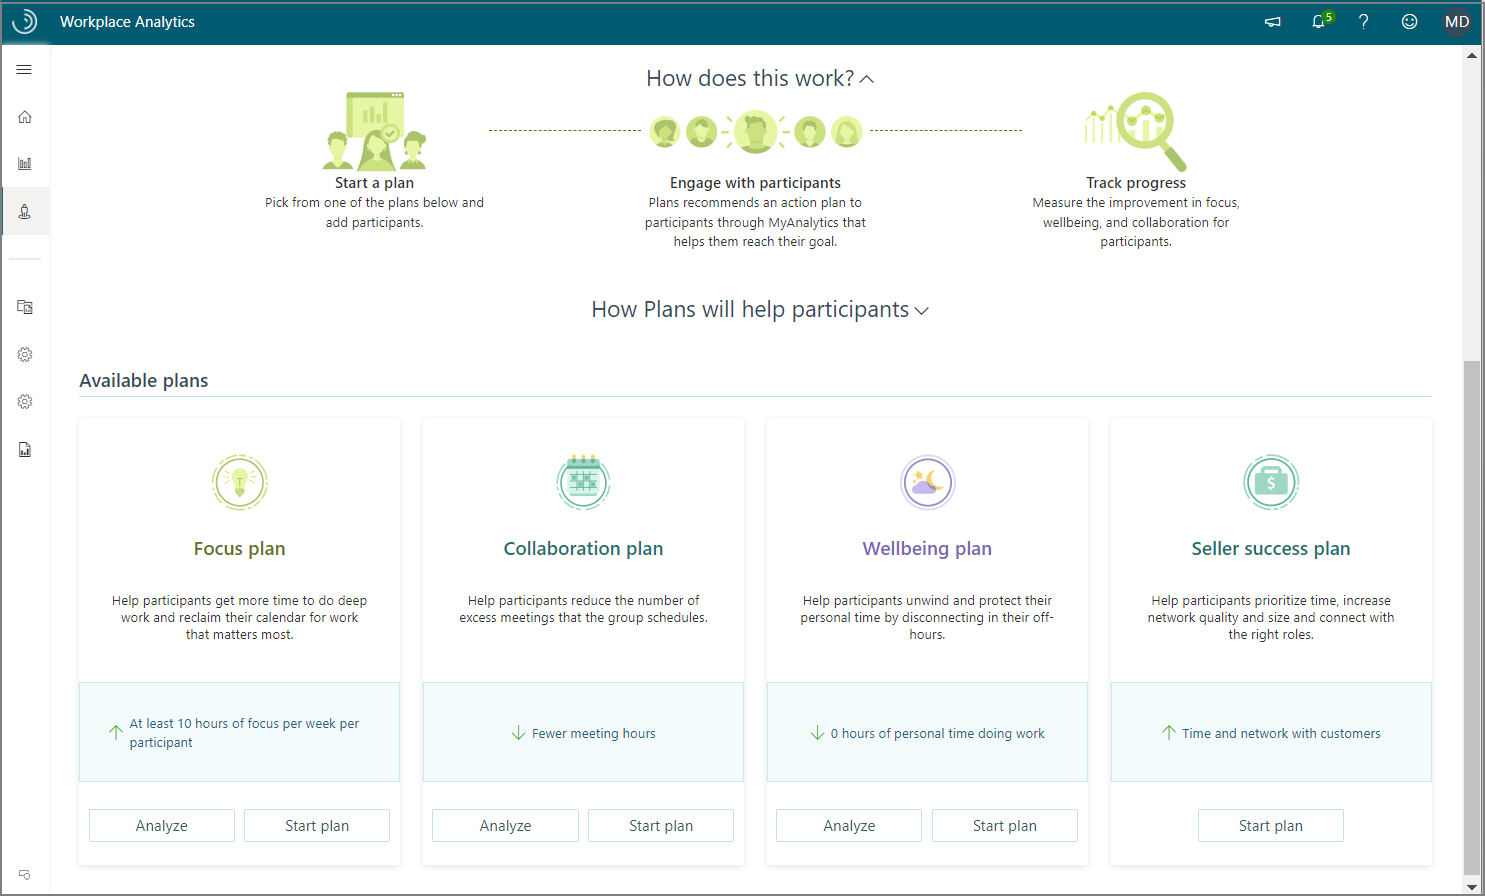 Workplace Analytics
5
?
MD
How does this work?
Start a plan
Pick from one of the plans below and
add participants.
Engage with participants
Plans recommends an action plan to
participants through MyAnalytics that
helps them reach their goal.
Track progress
Measure the improvement in focus,
wellbeing, and collaboration for
participants.
How Plans will help participants
Available plans
Focus plan
Help participants get more time to do deep
work and reclaim their calendar for work
that matters most.
At least 10 hours of focus per week per
participant
Analyze
Start plan
Collaboration plan
Help participants reduce the number of
excess meetings that the group schedules.
Fewer meeting hours
Analyze
Start plan
Wellbeing plan
Help participants unwind and protect their
personal time by disconnecting in their off-
hours.
0 hours of personal time doing work
Analyze
Start plan
$
Seller success plan
Help participants prioritize time, increase
network quality and size and connect with
the right roles.
Time and network with customers
Start plan